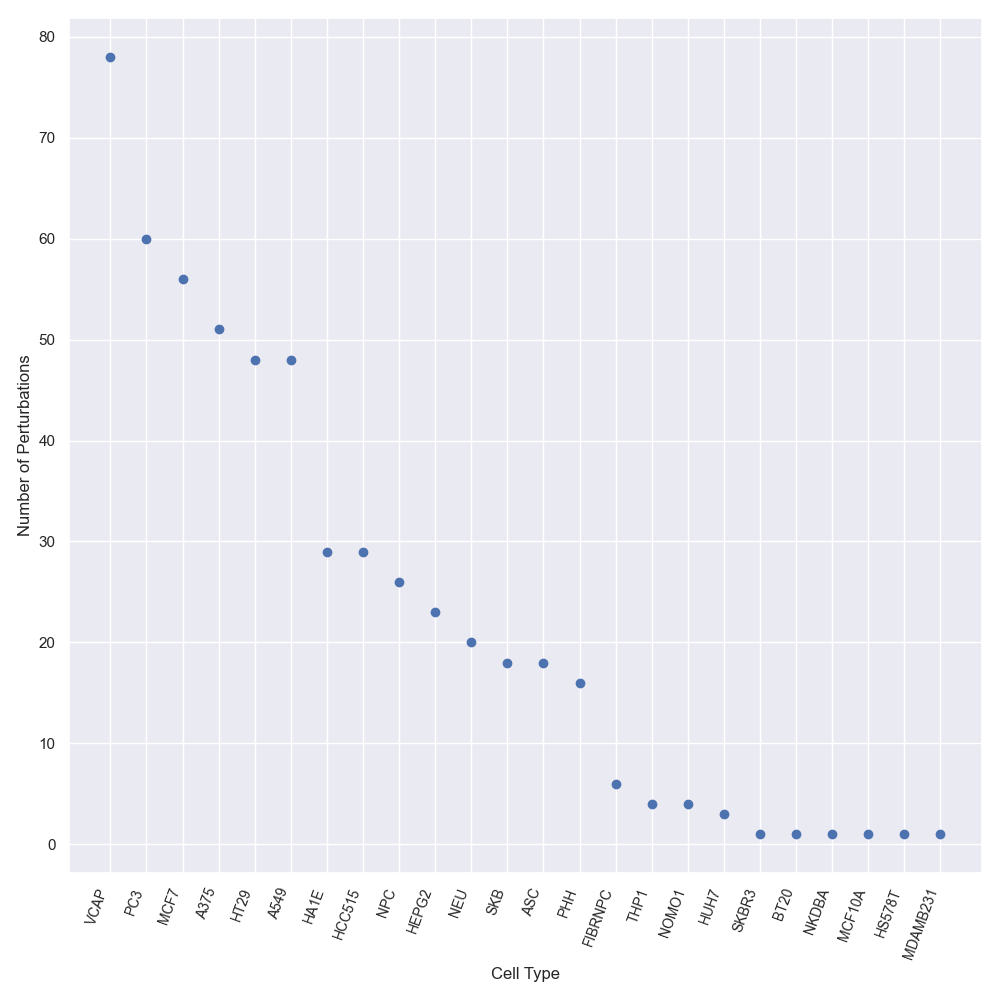 80
70
60
50
40
30
20
10
0
Number of Perturbations
VCAP
PC3
MCF7
A375
HT29
A549
HA1E
HCC515
NPC
HEPG2
NEU
SKB
ASC
PHH
FIBRNPC
THP1
NOMO1
HUH7
SKBR3
BT20
NKDBA
MCF10A
HS578T
MDAMB231
Cell Type